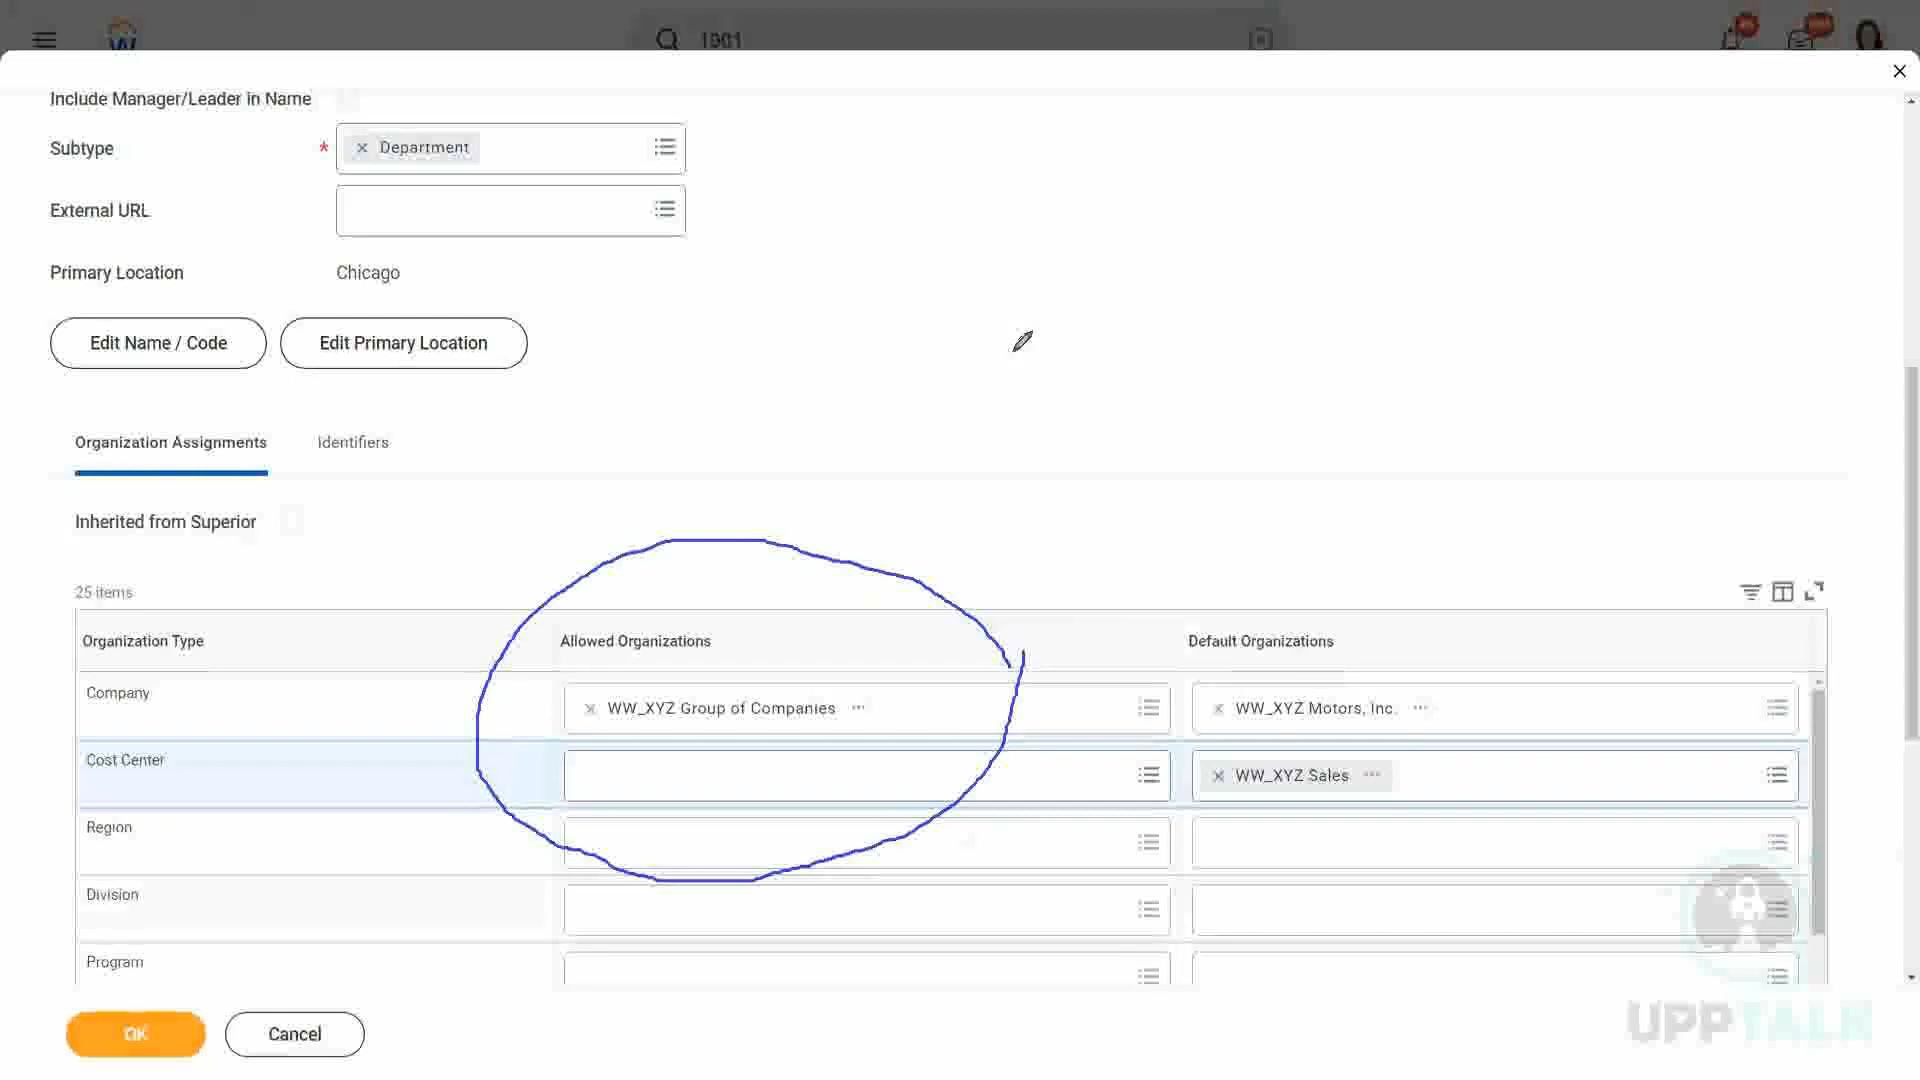 1901
Include Manager/Leader in Name
Subtype * Department
External URL
Primary Location Chicago
Edit Name / Code Edit Primary Location
Organization Assignments Identifiers
Inherited from Superior
25 items
Organization Type Allowed Organizations Default Organizations
Company WW_XYZ Group of Companies WW_XYZ Motors, Inc.
Cost Center WW_XYZ Sales
Region
Division
Program
OK Cancel
UPPTALK